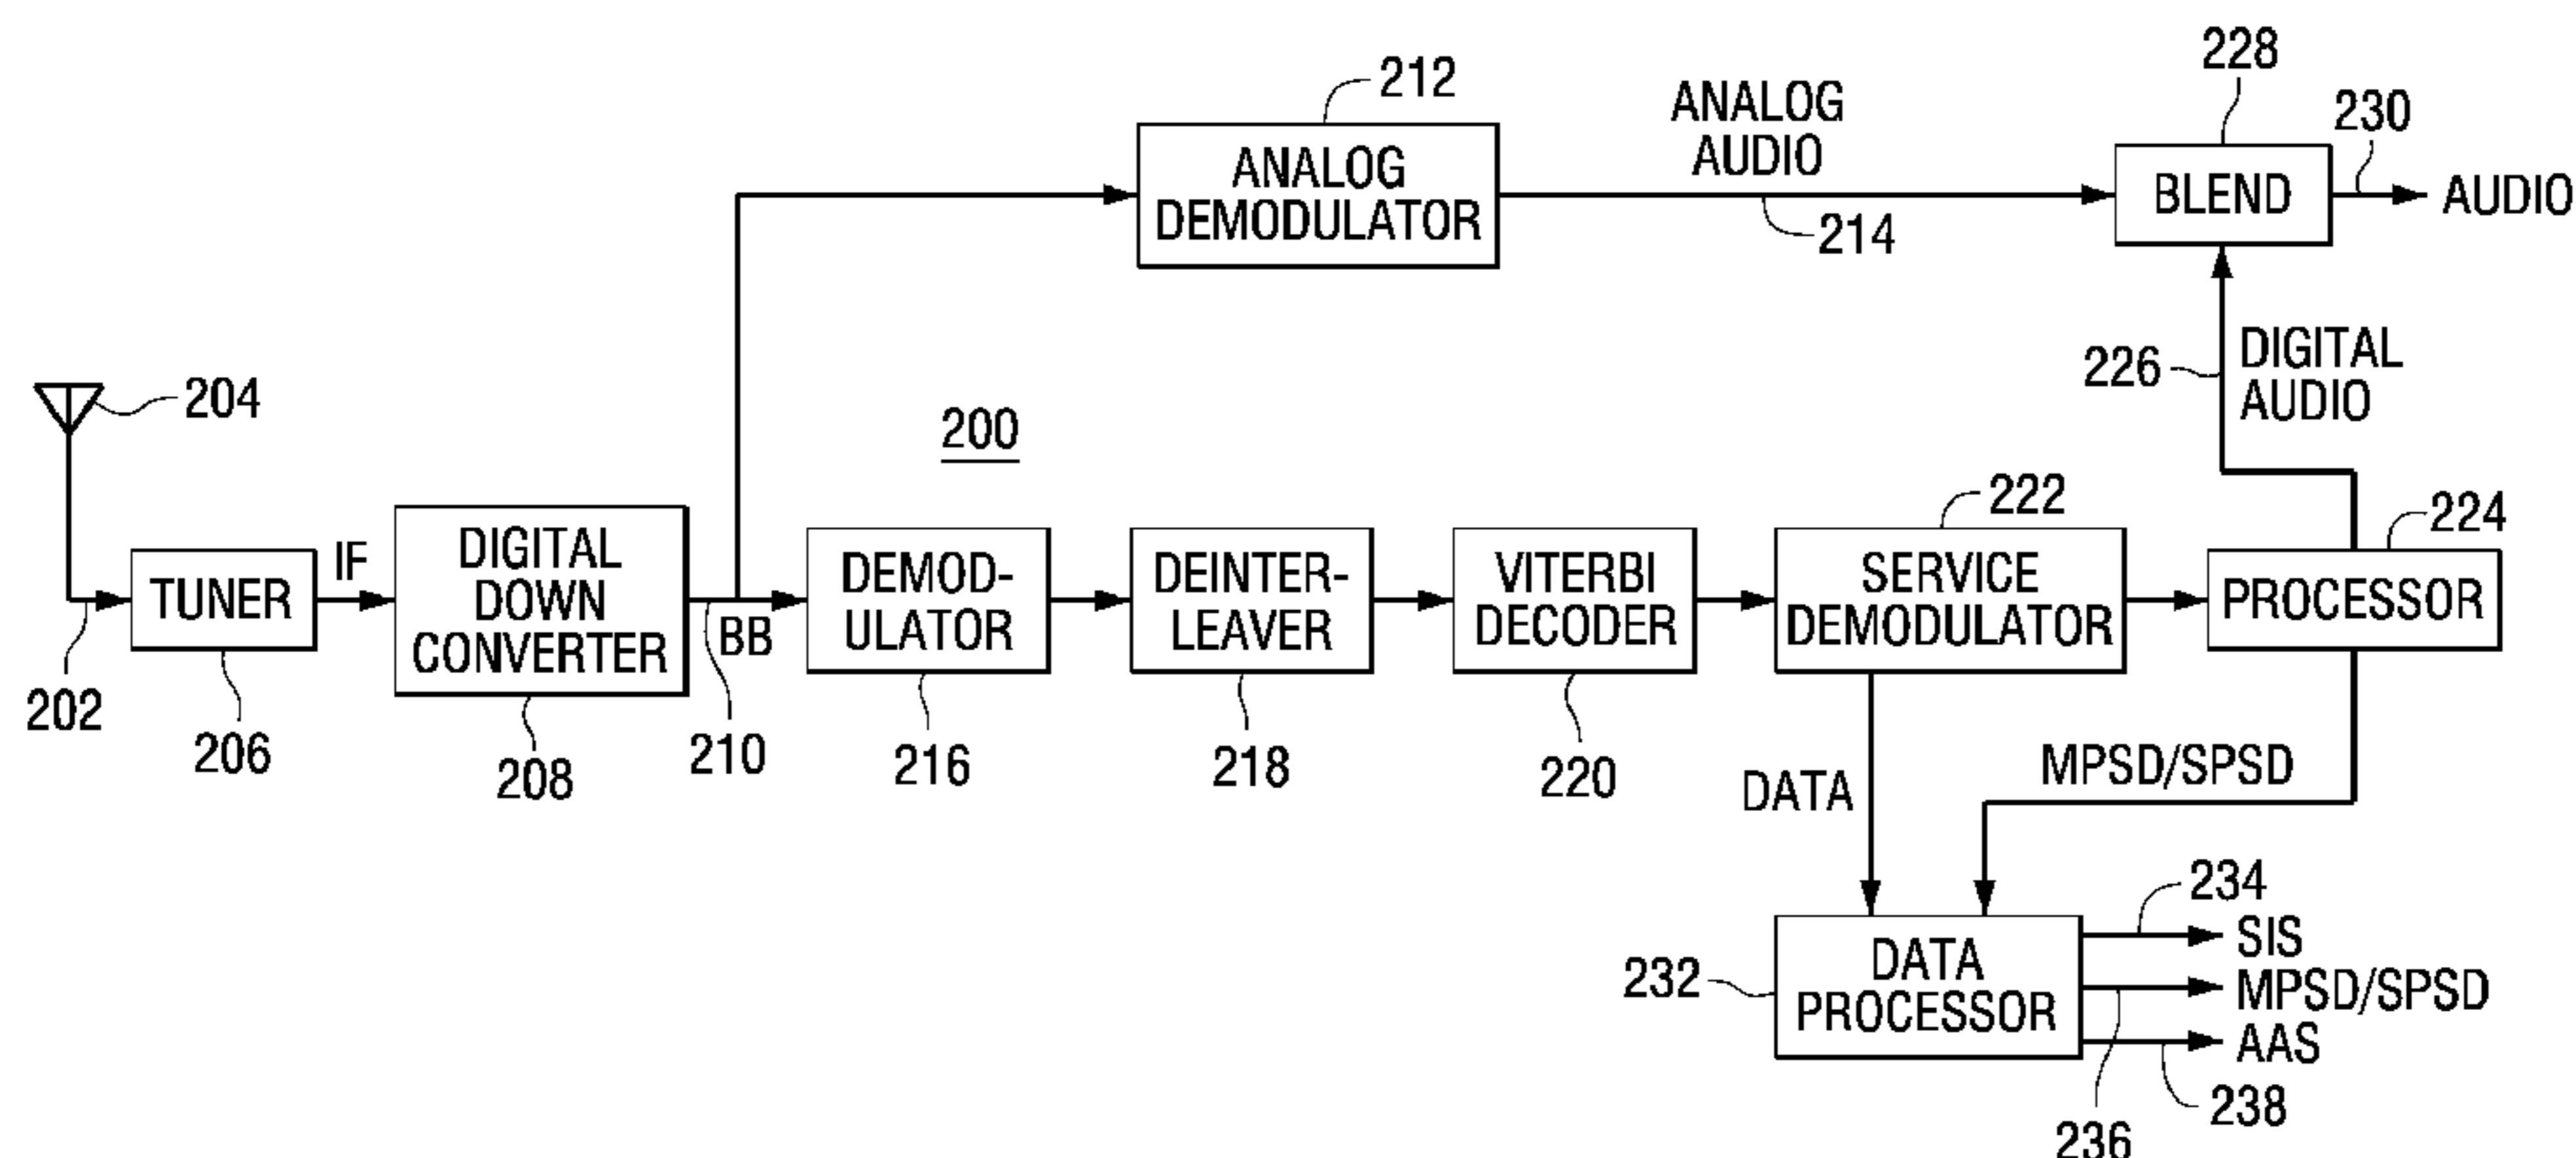 228
212
230
ANALOG
AUDIO
ANALOG
DEMODULATOR
BLEND
AUDIO
214
204
226
DIGITAL
AUDIO
200
222
224
TUNER
IF
DIGITAL
DOWN
CONVERTER
BB
DEMOD-
ULATOR
DEINTER-
LEAVER
VITERBI
DECODER
SERVICE
DEMODULATOR
PROCESSOR
202
206
208
210
216
218
220
DATA
MPSD/SPSD
232
DATA
PROCESSOR
234
SIS
MPSD/SPSD
AAS
238
236